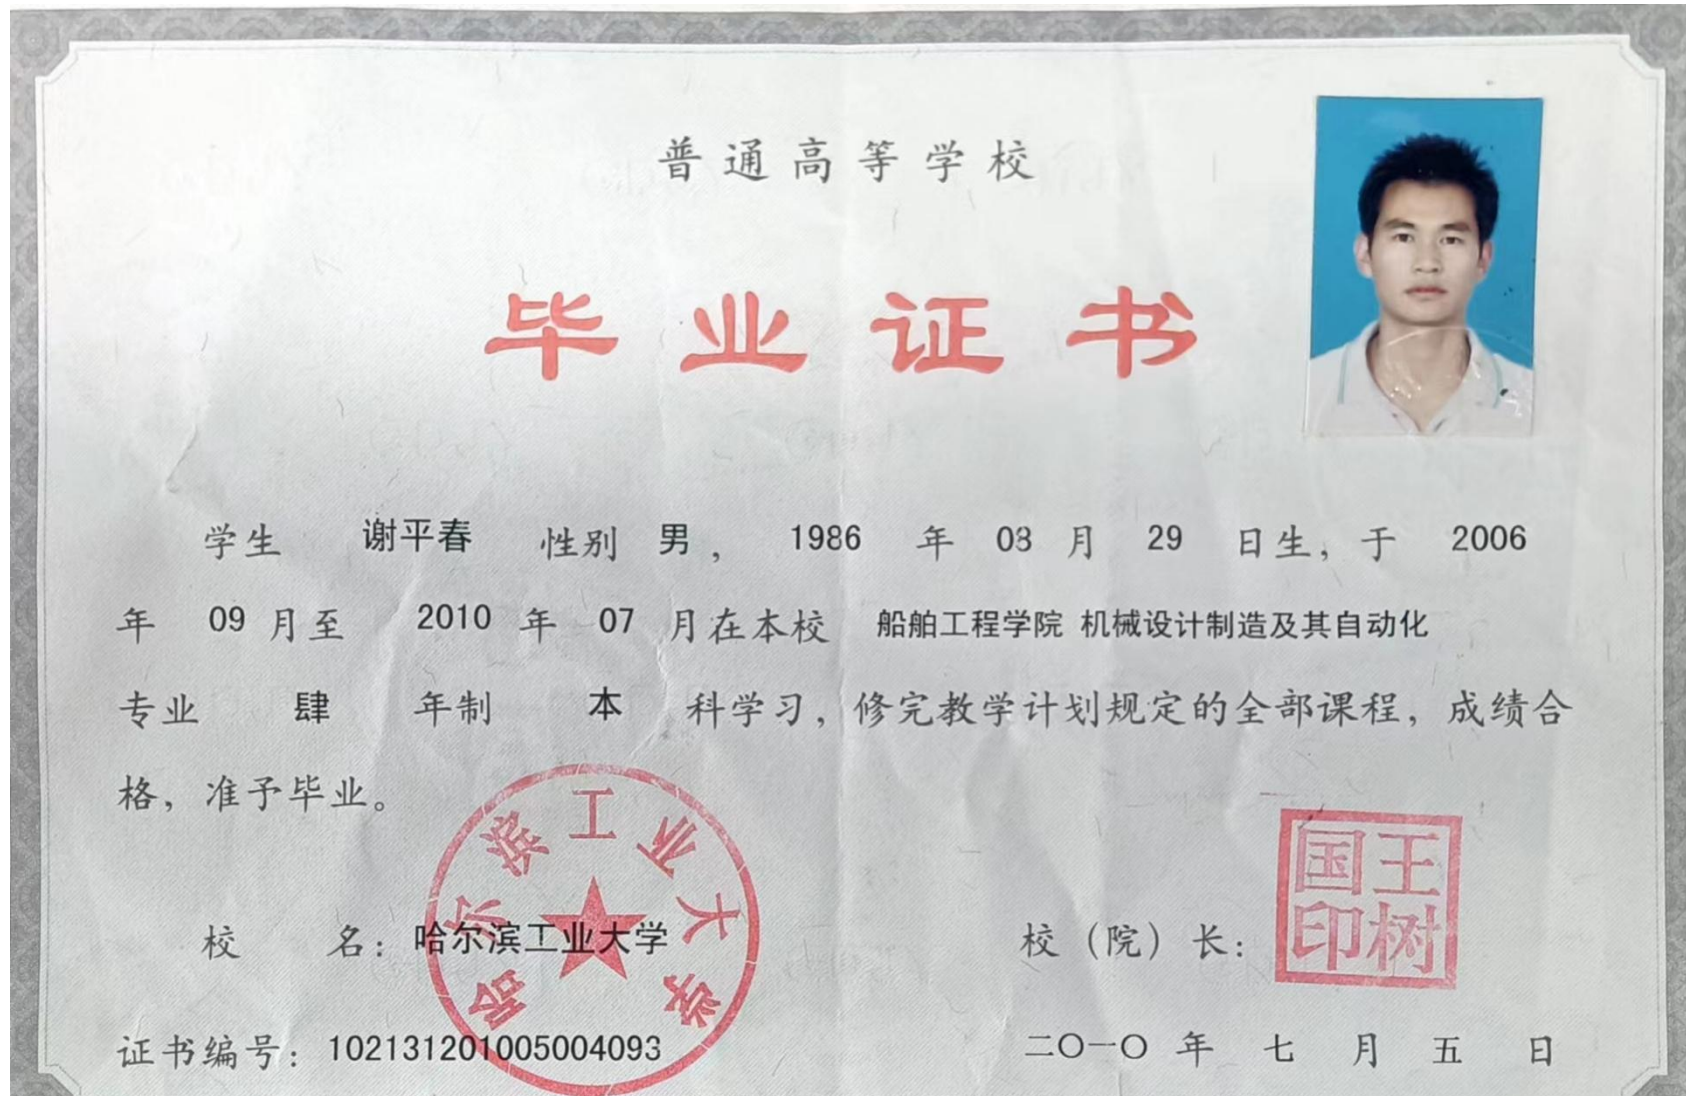 普通高等学校
毕业证书
学生 谢平春 性别 男， 1986 年 03 月 29 日生，于 2006
年 09 月至 2010 年 07 月在本校 船舶工程学院 机械设计制造及其自动化
专业 肆 年制 本 科学习，修完教学计划规定的全部课程，成绩合
格，准予毕业。
哈尔滨工业大学
国王
印树
校 名：哈尔滨工业大学 校（院）长：
证书编号：102131201005004093 二〇一〇 年 七 月 五 日